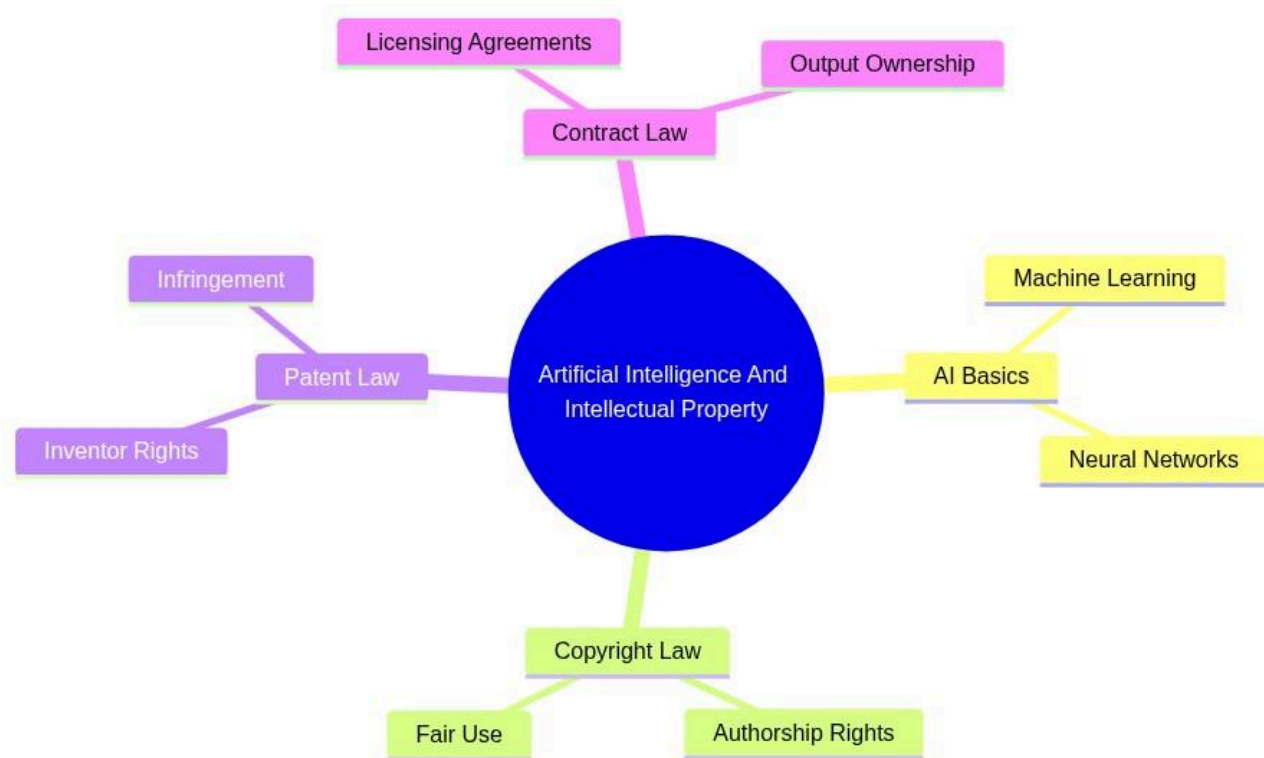 Licensing Agreements
Output Ownership
Contract Law
Infringement
Machine Learning
Patent Law
Artificial Intelligence And
Intellectual Property
AI Basics
Inventor Rights
Neural Networks
Copyright Law
Fair Use
Authorship Rights